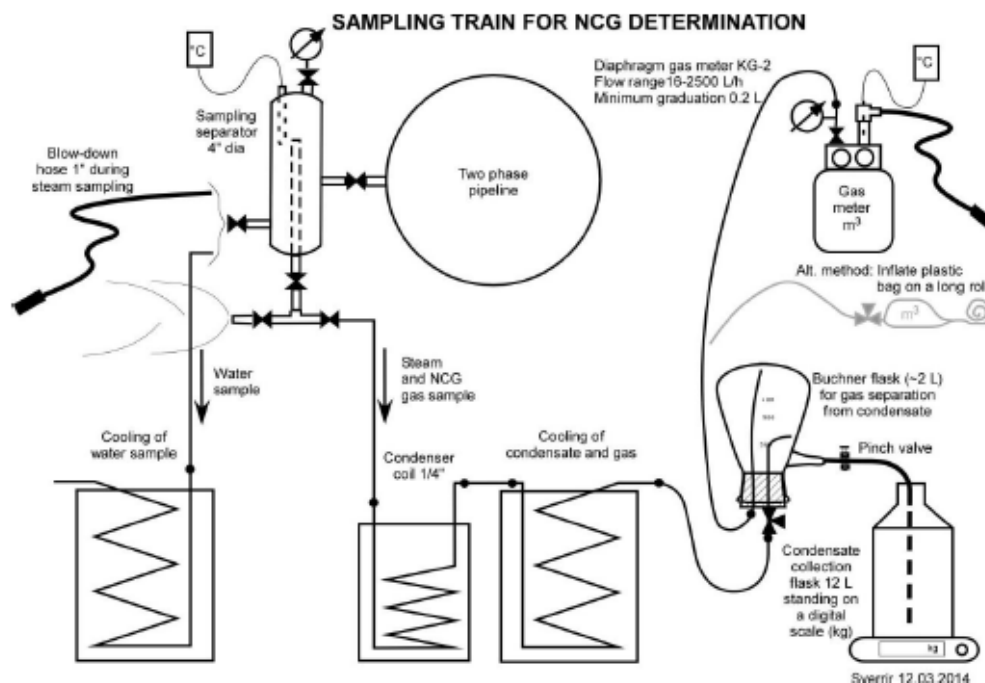 SAMPLING TRAIN FOR NCG DETERMINATION
°C
Diaphragm gas meter KG-2
Flow range16-2500 L/h
Minimum graduation 0.2 L
°C
Sampling
separator
4" dia
Blow-down
hose 1" during
steam sampling
Two phase
pipeline
Gas
meter
m³
Alt. method: Inflate plastic
bag on a long roll
m³
Water
sample
Steam
and NCG
gas sample
Buchner flask (~2 L)
for gas separation
from condensate
Pinch valve
Cooling of
water sample
Condenser
coil 1/4"
Cooling of
condensate and gas
Condensate
collection
flask 12 L
standing on
a digital
scale (kg)
kg
Sverrir 12.03.2014